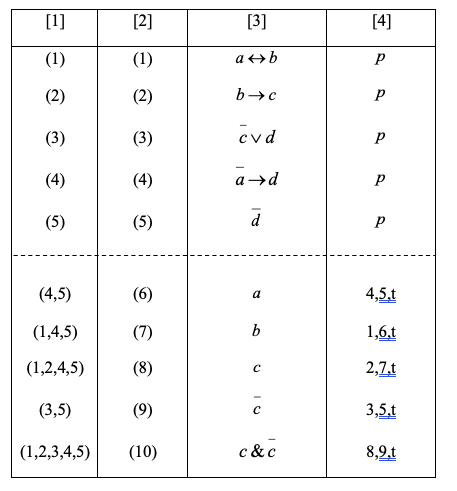 [1] [2] [3] [4]
(1) (1) a ↔ b p
(2) (2) b → c p
(3) (3) c̄ ∨ d p
(4) (4) ā → d p
(5) (5) d̄ p
(4,5) (6) a 4,5,t
(1,4,5) (7) b 1,6,t
(1,2,4,5) (8) c 2,7,t
(3,5) (9) c̄ 3,5,t
(1,2,3,4,5) (10) c & c̄ 8,9,t